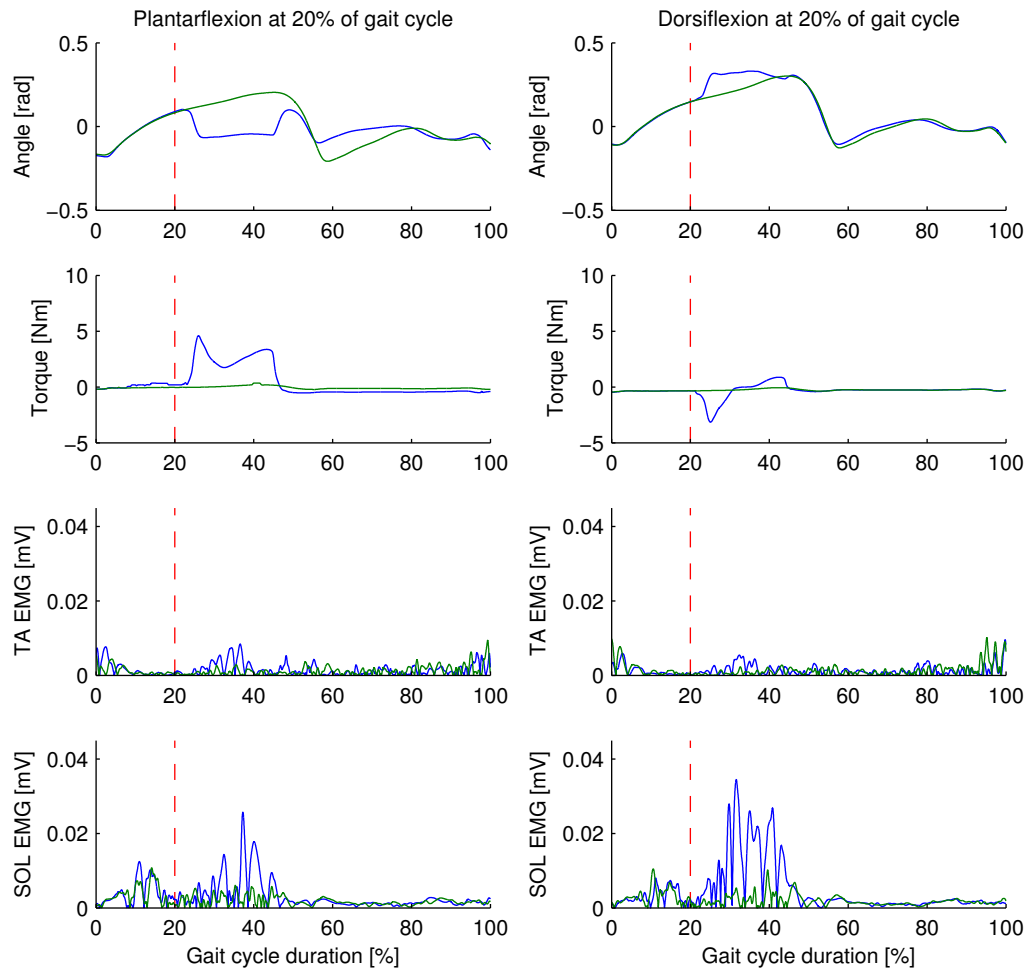 Plantarflexion at 20% of gait cycle
Dorsiflexion at 20% of gait cycle
0.5
0
−0.5
Angle [rad]
0 20 40 60 80 100
0.5
0
−0.5
Angle [rad]
0 20 40 60 80 100
10
5
0
−5
Torque [Nm]
0 20 40 60 80 100
10
5
0
−5
Torque [Nm]
0 20 40 60 80 100
0.04
0.02
0
TA EMG [mV]
0 20 40 60 80 100
0.04
0.02
0
TA EMG [mV]
0 20 40 60 80 100
0.04
0.02
0
SOL EMG [mV]
0 20 40 60 80 100
Gait cycle duration [%]
0.04
0.02
0
SOL EMG [mV]
0 20 40 60 80 100
Gait cycle duration [%]